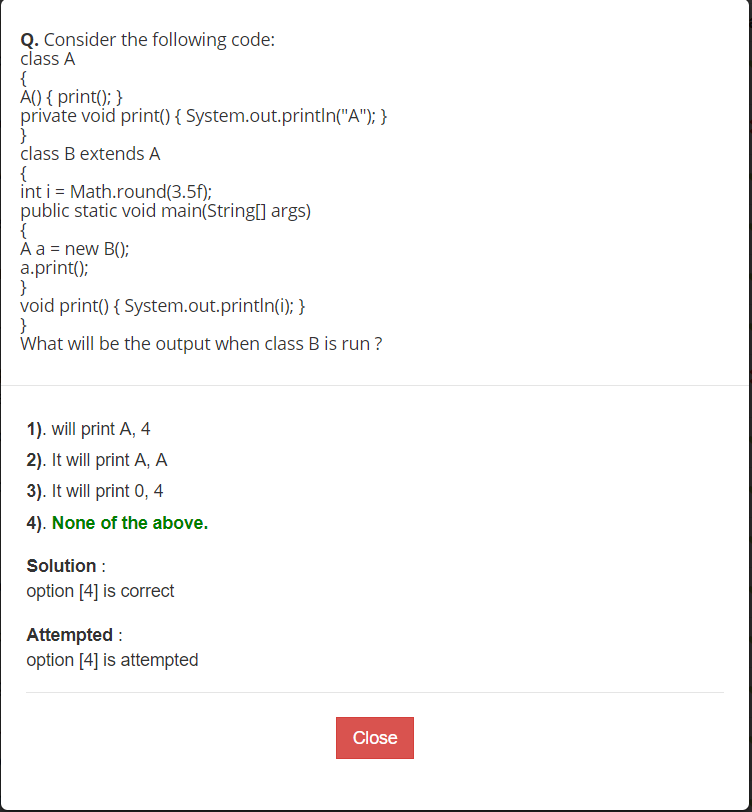 Q. Consider the following code:
class A
{
A() { print(); }
private void print() { System.out.println("A"); }
}
class B extends A
{
int i = Math.round(3.5f);
public static void main(String[] args)
{
A a = new B();
a.print();
}
void print() { System.out.println(i); }
}
What will be the output when class B is run ?
1). will print A, 4
2). It will print A, A
3). It will print 0, 4
4). None of the above.
Solution :
option [4] is correct
Attempted :
option [4] is attempted
Close